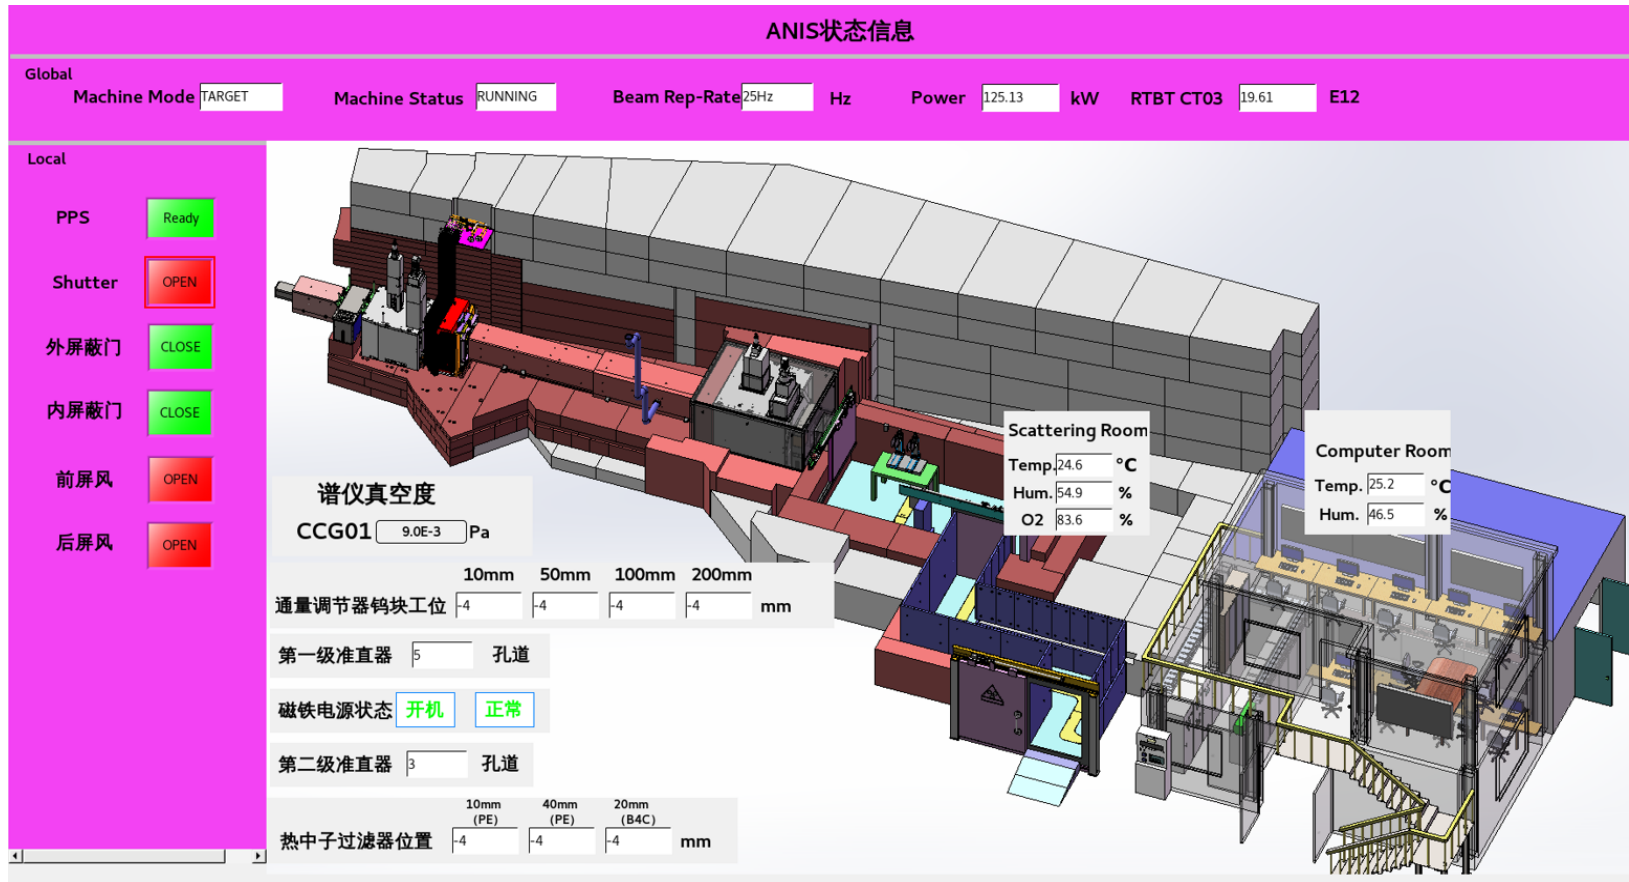 ANIS状态信息
Global
Machine Mode TARGET Machine Status RUNNING Beam Rep-Rate 25Hz Hz Power 125.13 kW RTBT CT03 19.61 E12
Local
PPS Ready
Shutter OPEN
外屏蔽门 CLOSE
内屏蔽门 CLOSE
前屏风 OPEN
后屏风 OPEN
Scattering Room
Temp. 24.6 °C
Hum. 54.9 %
O2 83.6 %
Computer Room
Temp. 25.2 °C
Hum. 46.5 %
谱仪真空度
CCG01 9.0E-3 Pa
10mm 50mm 100mm 200mm
通量调节器钨块工位 -4 -4 -4 -4 mm
第一级准直器 5 孔道
磁铁电源状态 开机 正常
第二级准直器 3 孔道
10mm (PE) 40mm (PE) 20mm (B4C)
热中子过滤器位置 -4 -4 -4 mm